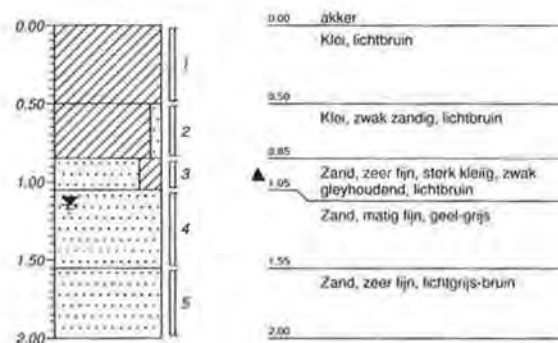 0.00
0.50
1.00
1.50
2.00
1
2
3
4
5
0.00 akker
Klei, lichtbruin
0.50
Klei, zwak zandig, lichtbruin
0.85
Zand, zeer fijn, sterk kleiig, zwak
gleyhoudend, lichtbruin
1.05
Zand, matig fijn, geel-grijs
1.55
Zand, zeer fijn, lichtgrijs-bruin
2.00